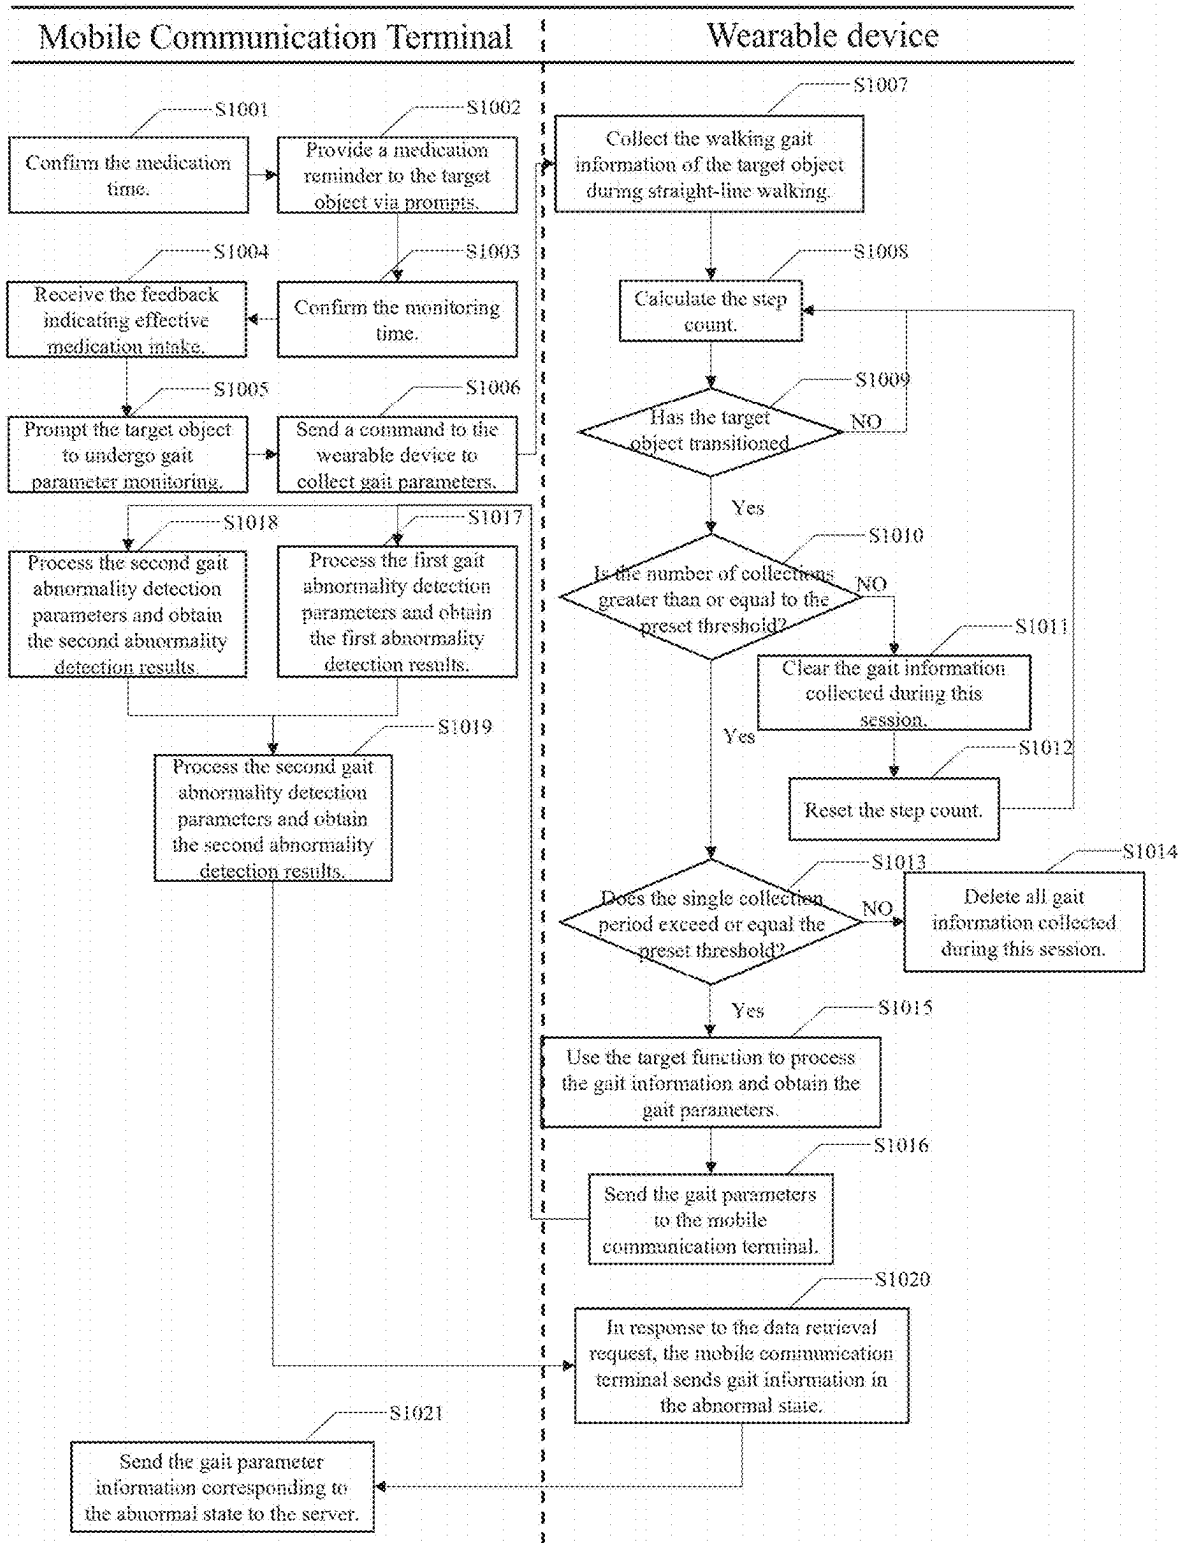 Mobile Communication Terminal
Wearable device
S1001
Confirm the medication
time.
S1002
Provide a medication
reminder to the target
object via prompts.
S1004
Receive the feedback
indicating effective
medication intake.
S1003
Confirm the monitoring
time.
S1005
Prompt the target object
to undergo gait
parameter monitoring.
S1006
Send a command to the
wearable device to
collect gait parameters.
S1007
Collect the walking gait
information of the target object
during straight-line walking.
S1008
Calculate the step
count.
S1009
Has the target
object transitioned
NO
Yes
S1010
Is the number of collections
greater than or equal to the
preset threshold?
NO
S1011
Clear the gait information
collected during this
session.
Yes
S1012
Reset the step count.
S1018
Process the second gait
abnormality detection
parameters and obtain
the second abnormality
detection results.
S1017
Process the first gait
abnormality detection
parameters and obtain
the first abnormality
detection results.
S1019
Process the second gait
abnormality detection
parameters and obtain
the second abnormality
detection results.
S1013
Does the single collection
period exceed or equal the
preset threshold?
NO
S1014
Delete all gait
information collected
during this session.
Yes
S1015
Use the target function to process
the gait information and obtain the
gait parameters.
S1016
Send the gait parameters
to the mobile
communication terminal.
S1020
In response to the data retrieval
request, the mobile communication
terminal sends gait information in
the abnormal state.
S1021
Send the gait parameter
information corresponding to
the abnormal state to the server.